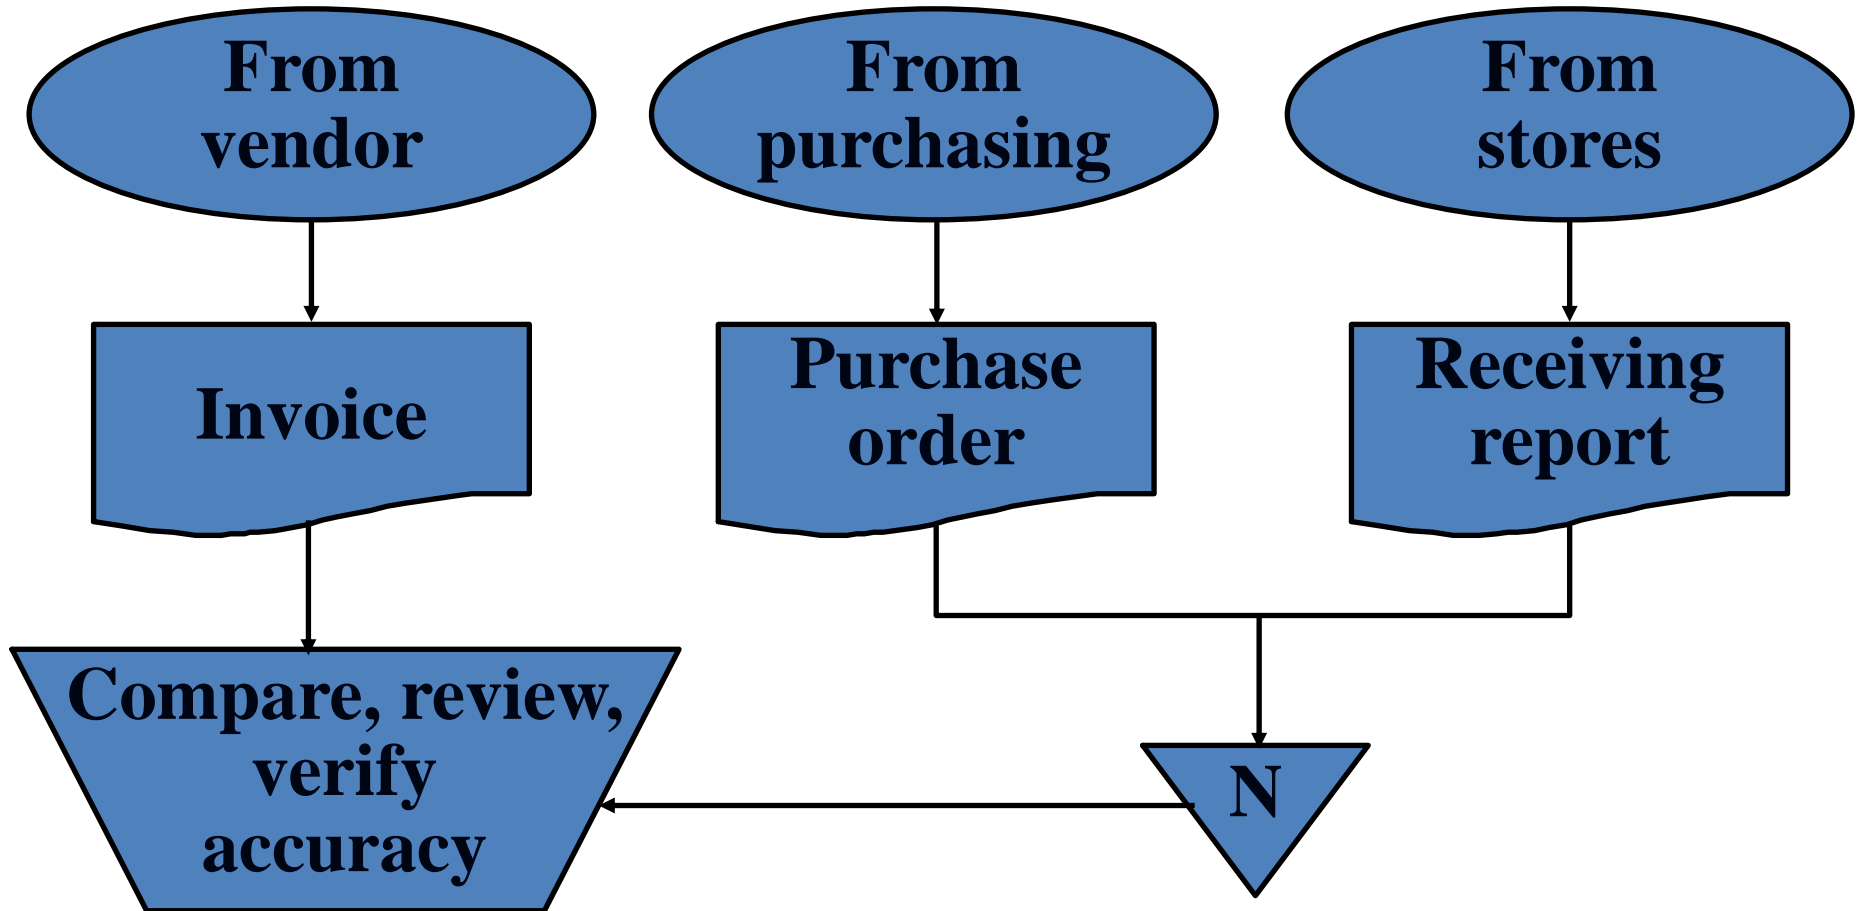 From
vendor
From
purchasing
From
stores
Invoice
Purchase
order
Receiving
report
Compare, review,
verify
accuracy
N